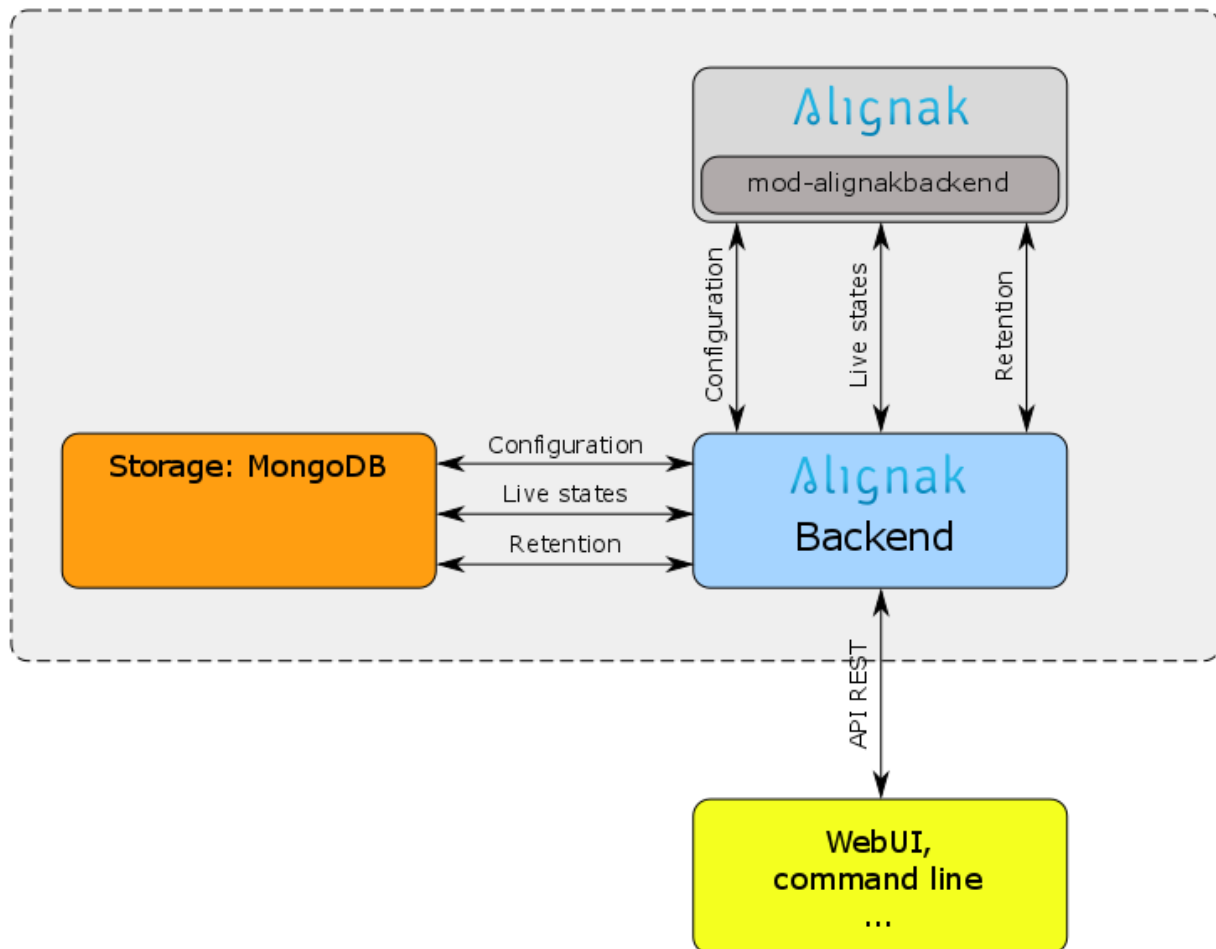 Alignak
mod-alignakbackend
Configuration
Live states
Retention
Storage: MongoDB
Configuration
Live states
Retention
Alignak
Backend
API REST
WebUI,
command line
...